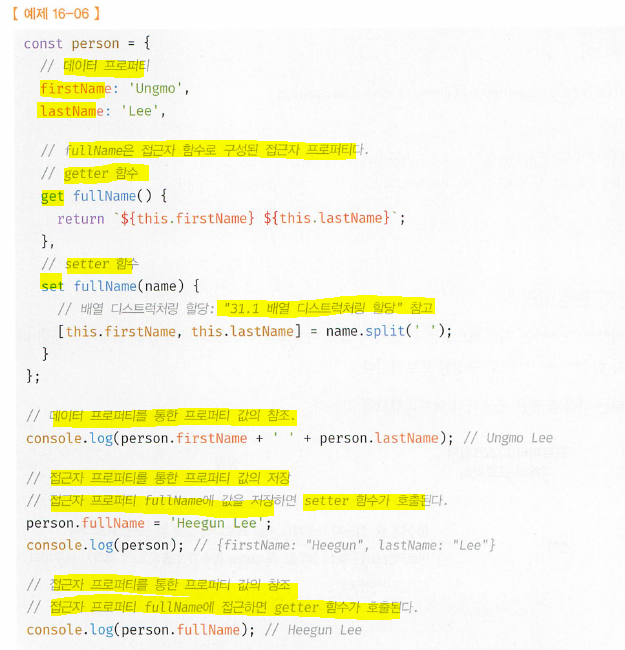 [ 예제 16-06 ]
const person = {
// 데이터 프로퍼티
firstName: 'Ungmo',
lastName: 'Lee',
// fullName은 접근자 함수로 구성된 접근자 프로퍼티다.
// getter 함수
get fullName() {
return `${this.firstName} ${this.lastName}`;
},
// setter 함수
set fullName(name) {
// 배열 디스트럭처링 할당: "31.1 배열 디스트럭처링 할당" 참고
[this.firstName, this.lastName] = name.split(' ');
}
};
// 데이터 프로퍼티를 통한 프로퍼티 값의 참조.
console.log(person.firstName + ' ' + person.lastName); // Ungmo Lee
// 접근자 프로퍼티를 통한 프로퍼티 값의 저장
// 접근자 프로퍼티 fullName에 값을 저장하면 setter 함수가 호출된다.
person.fullName = 'Heegun Lee';
console.log(person); // {firstName: "Heegun", lastName: "Lee"}
// 접근자 프로퍼티를 통한 프로퍼티 값의 참조
// 접근자 프로퍼티 fullName에 접근하면 getter 함수가 호출된다.
console.log(person.fullName); // Heegun Lee